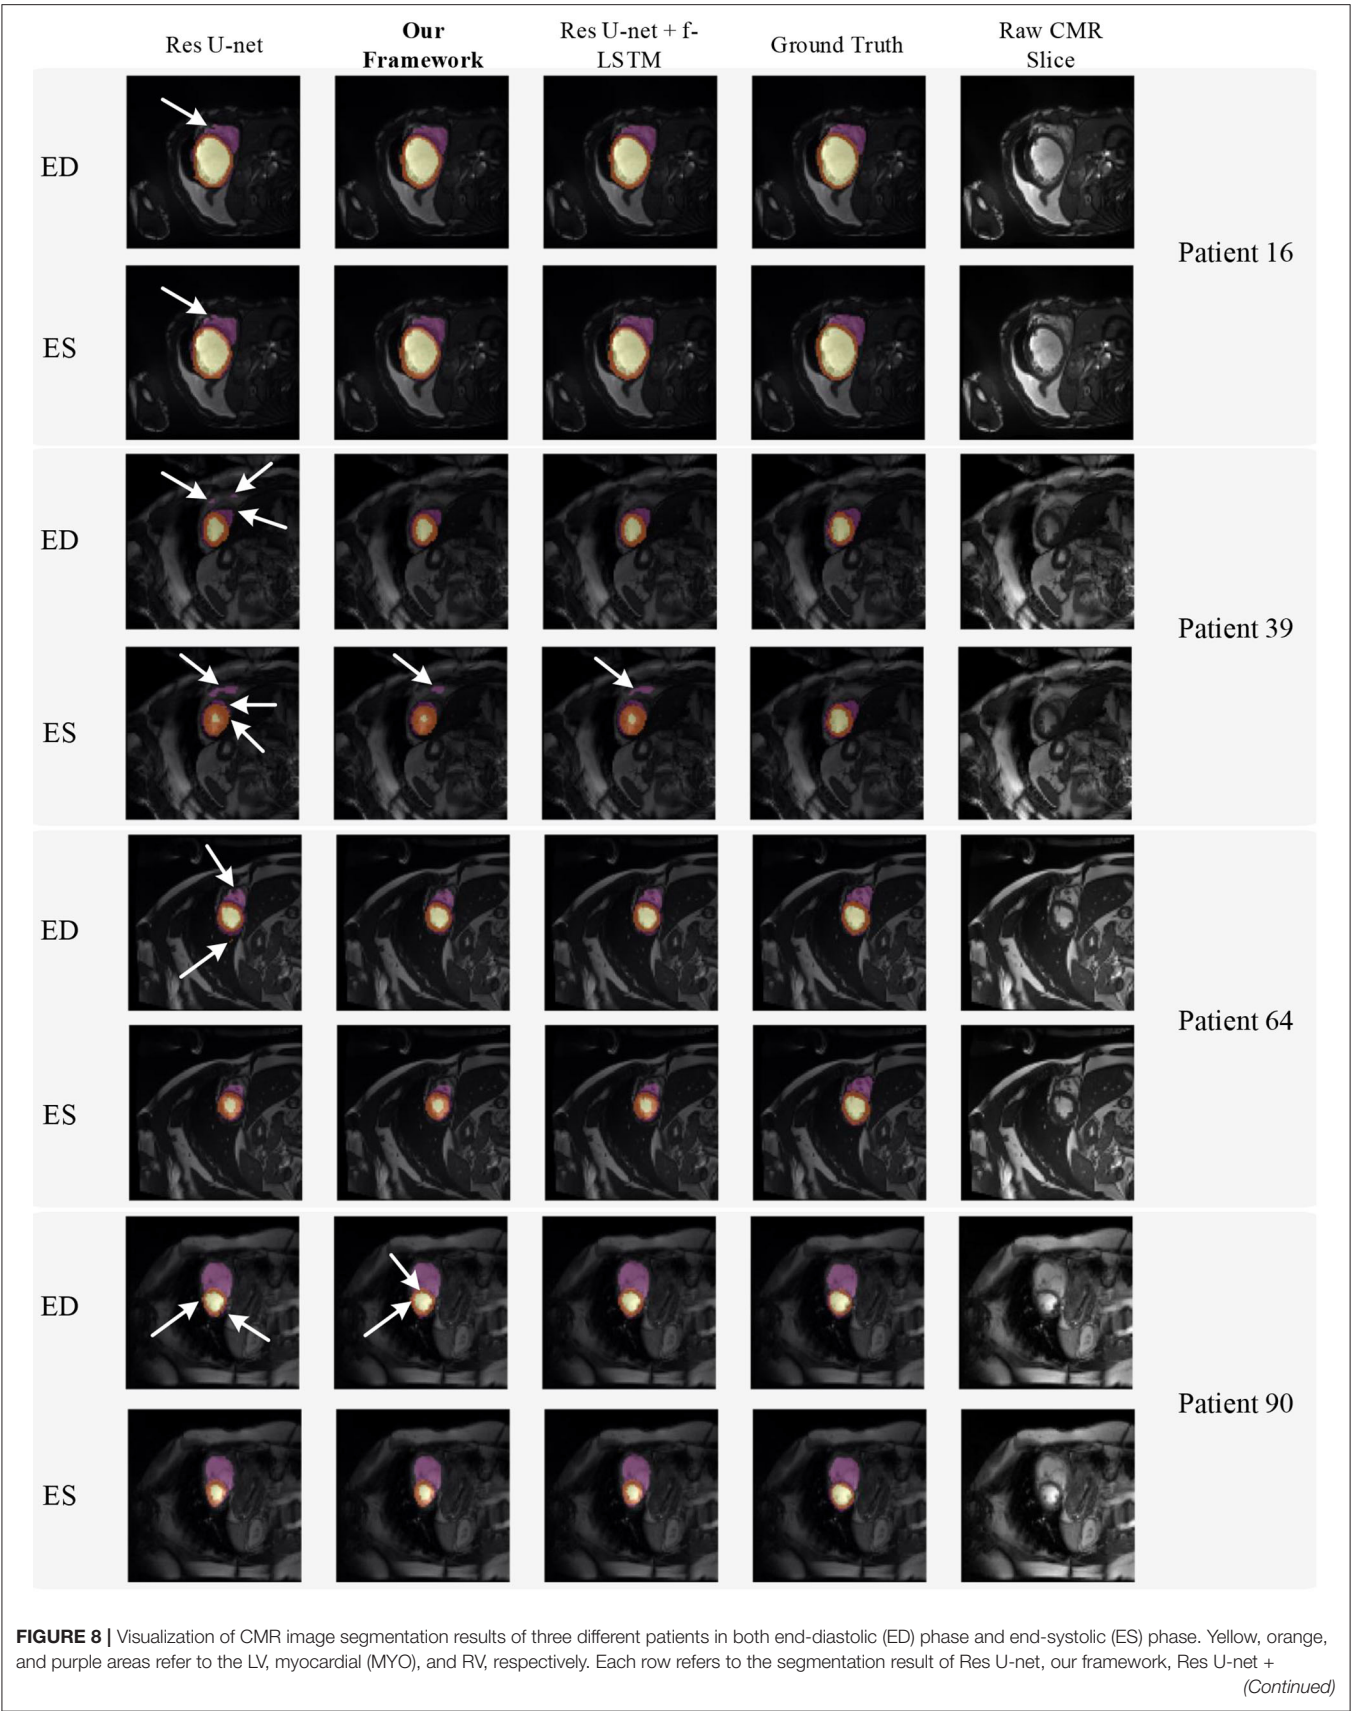 Res U-net
Our
Framework
Res U-net + f-
LSTM
Ground Truth
Raw CMR
Slice
ED
ES
Patient 16
ED
ES
Patient 39
ED
ES
Patient 64
ED
ES
Patient 90
FIGURE 8 | Visualization of CMR image segmentation results of three different patients in both end-diastolic (ED) phase and end-systolic (ES) phase. Yellow, orange,
and purple areas refer to the LV, myocardial (MYO), and RV, respectively. Each row refers to the segmentation result of Res U-net, our framework, Res U-net +
(Continued)